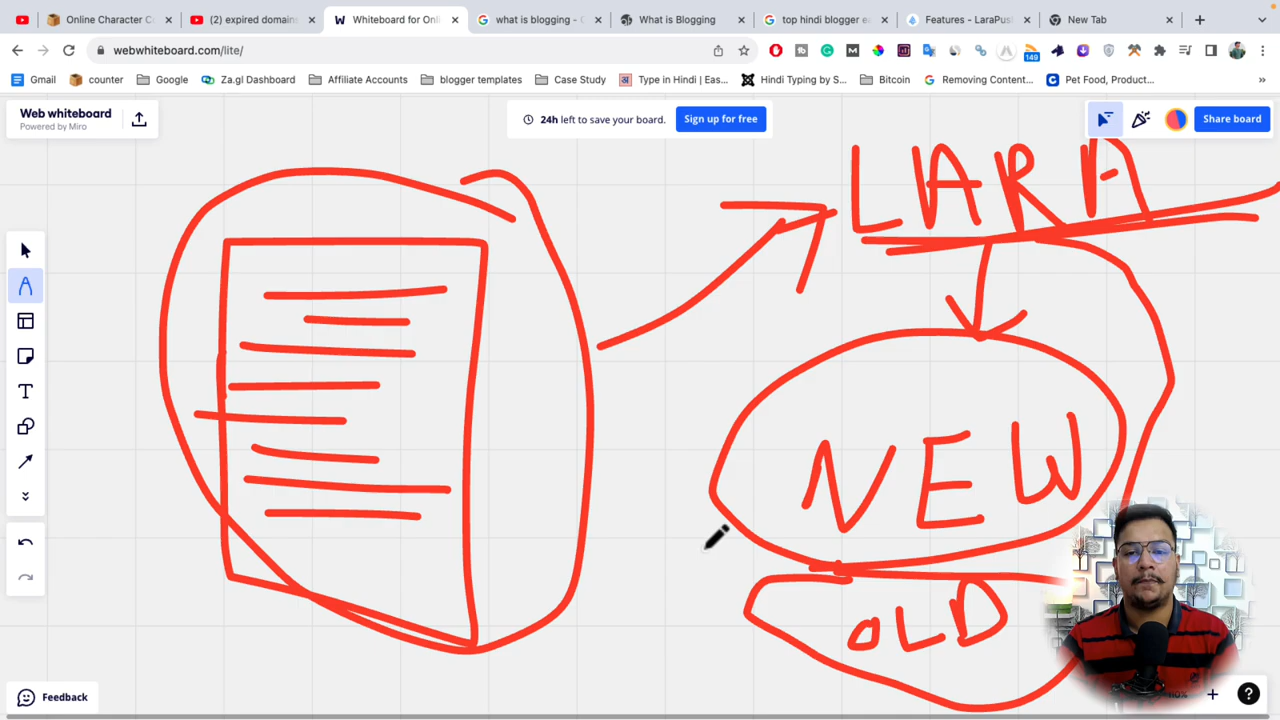 Online Character C
(2) expired domain
Whiteboard for Onli
what is blogging - G
What is Blogging
top hindi blogger e
Features - LaraPus
New Tab
webwhiteboard.com/lite/
149
Gmail
counter
Google
Za.gl Dashboard
Affiliate Accounts
blogger templates
Case Study
Type in Hindi | Eas...
Hindi Typing by S...
Bitcoin
Removing Conten...
Pet Food, Product...
Web whiteboard
Powered by Miro
24h left to save your board.
Sign up for free
Share board
LARA
NEW
OLD
Feedback